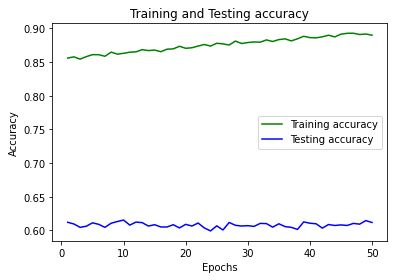 Training and Testing accuracy
0.90
0.85
0.80
0.75
0.70
0.65
0.60
Accuracy
Training accuracy
Testing accuracy
0 10 20 30 40 50
Epochs